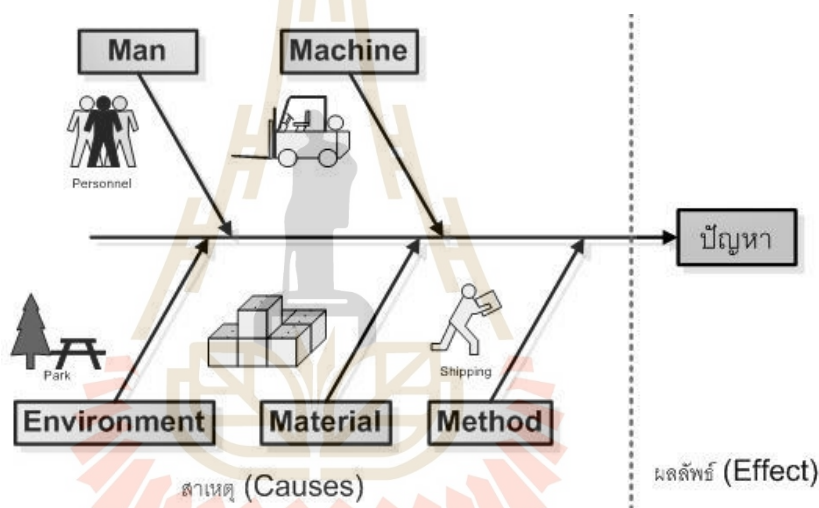 Man
Machine
Personnel
ปัญหา
Park
Shipping
Environment
Material
Method
สาเหตุ (Causes)
ผลลัพธ์ (Effect)